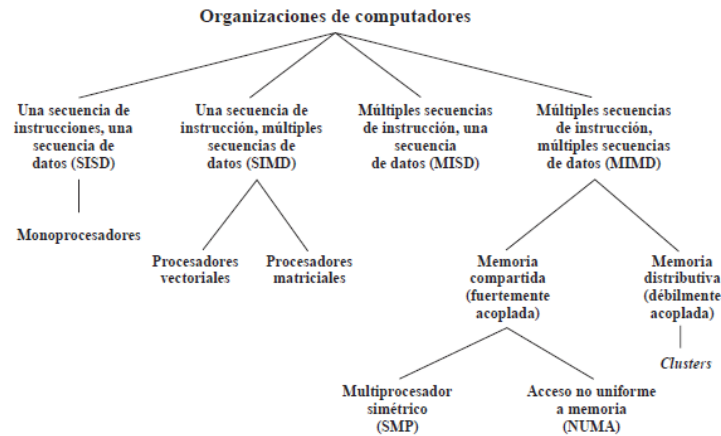 Organizaciones de computadores
Una secuencia de
instrucciones, una
secuencia de
datos (SISD)
Una secuencia de
instrucción, múltiples
secuencias de
datos (SIMD)
Múltiples secuencias
de instrucción, una
secuencia
de datos (MISD)
Múltiples secuencias
de instrucción,
múltiples secuencias
de datos (MIMD)
Monoprocesadores
Procesadores
vectoriales
Procesadores
matriciales
Memoria
compartida
(fuertemente
acoplada)
Memoria
distributiva
(débilmente
acoplada)
Clusters
Multiprocesador
simétrico
(SMP)
Acceso no uniforme
a memoria
(NUMA)